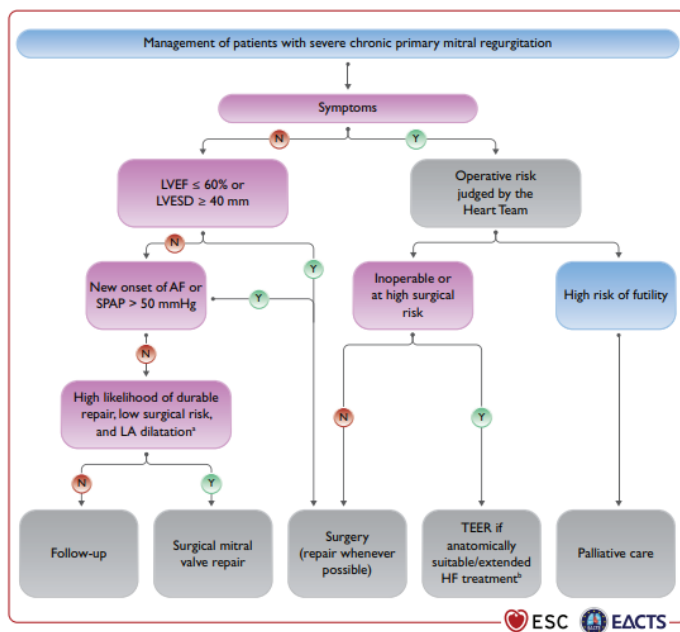 Management of patients with severe chronic primary mitral regurgitation
Symptoms
N
Y
LVEF ≤ 60% or
LVESD ≥ 40 mm
Operative risk
judged by the
Heart Team
N
Y
New onset of AF or
SPAP > 50 mmHg
Y
Inoperable or
at high surgical
risk
High risk of futility
N
High likelihood of durable
repair, low surgical risk,
and LA dilatationᵃ
N
Y
N
Y
Follow-up
Surgical mitral
valve repair
Surgery
(repair whenever
possible)
TEER if
anatomically
suitable/extended
HF treatmentᵇ
Palliative care
ESC
EACTS